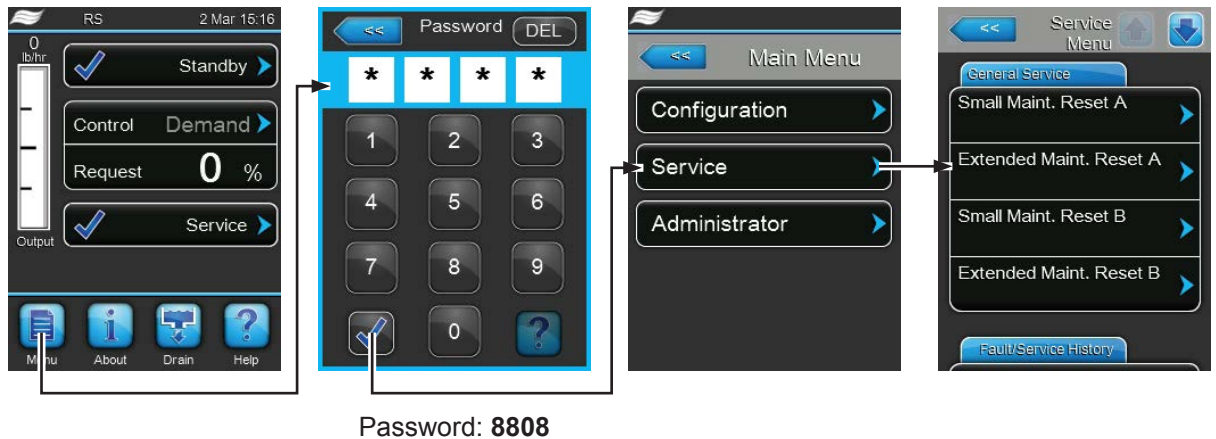 RS 2 Mar 15:16
0
lb/hr
Standby
Control Demand
Request 0 %
Service
Output
Menu About Drain Help
<< Password DEL
* * * *
1 2 3
4 5 6
7 8 9
0 ?
Password: 8808
<< Main Menu
Configuration
Service
Administrator
<< Service
Menu
General Service
Small Maint. Reset A
Extended Maint. Reset A
Small Maint. Reset B
Extended Maint. Reset B
Fault/Service History